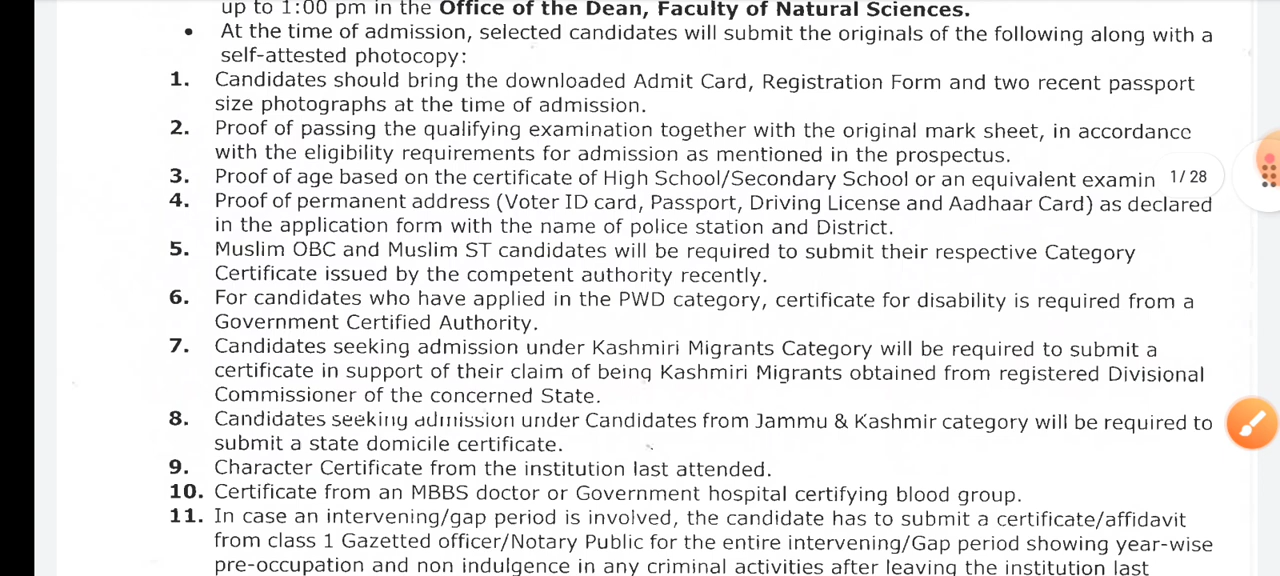 up to 1:00 pm in the Office of the Dean, Faculty of Natural Sciences.
• At the time of admission, selected candidates will submit the originals of the following along with a
self-attested photocopy:
1. Candidates should bring the downloaded Admit Card, Registration Form and two recent passport
size photographs at the time of admission.
2. Proof of passing the qualifying examination together with the original mark sheet, in accordance
with the eligibility requirements for admission as mentioned in the prospectus.
3. Proof of age based on the certificate of High School/Secondary School or an equivalent examin 1/28
4. Proof of permanent address (Voter ID card, Passport, Driving License and Aadhaar Card) as declared
in the application form with the name of police station and District.
5. Muslim OBC and Muslim ST candidates will be required to submit their respective Category
Certificate issued by the competent authority recently.
6. For candidates who have applied in the PWD category, certificate for disability is required from a
Government Certified Authority.
7. Candidates seeking admission under Kashmiri Migrants Category will be required to submit a
certificate in support of their claim of being Kashmiri Migrants obtained from registered Divisional
Commissioner of the concerned State.
8. Candidates seeking admission under Candidates from Jammu & Kashmir category will be required to
submit a state domicile certificate.
9. Character Certificate from the institution last attended.
10. Certificate from an MBBS doctor or Government hospital certifying blood group.
11. In case an intervening/gap period is involved, the candidate has to submit a certificate/affidavit
from class 1 Gazetted officer/Notary Public for the entire intervening/Gap period showing year-wise
pre-occupation and non indulgence in any criminal activities after leaving the institution last